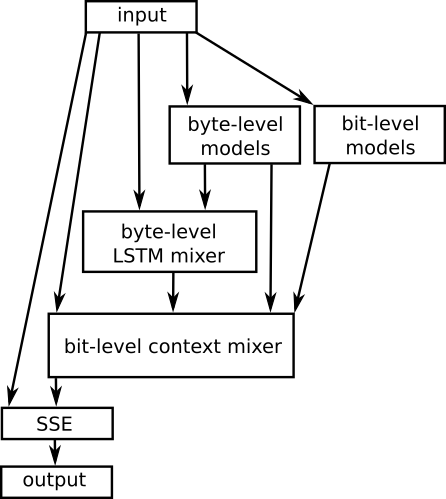 input
byte-level
models
bit-level
models
byte-level
LSTM mixer
bit-level context mixer
SSE
output